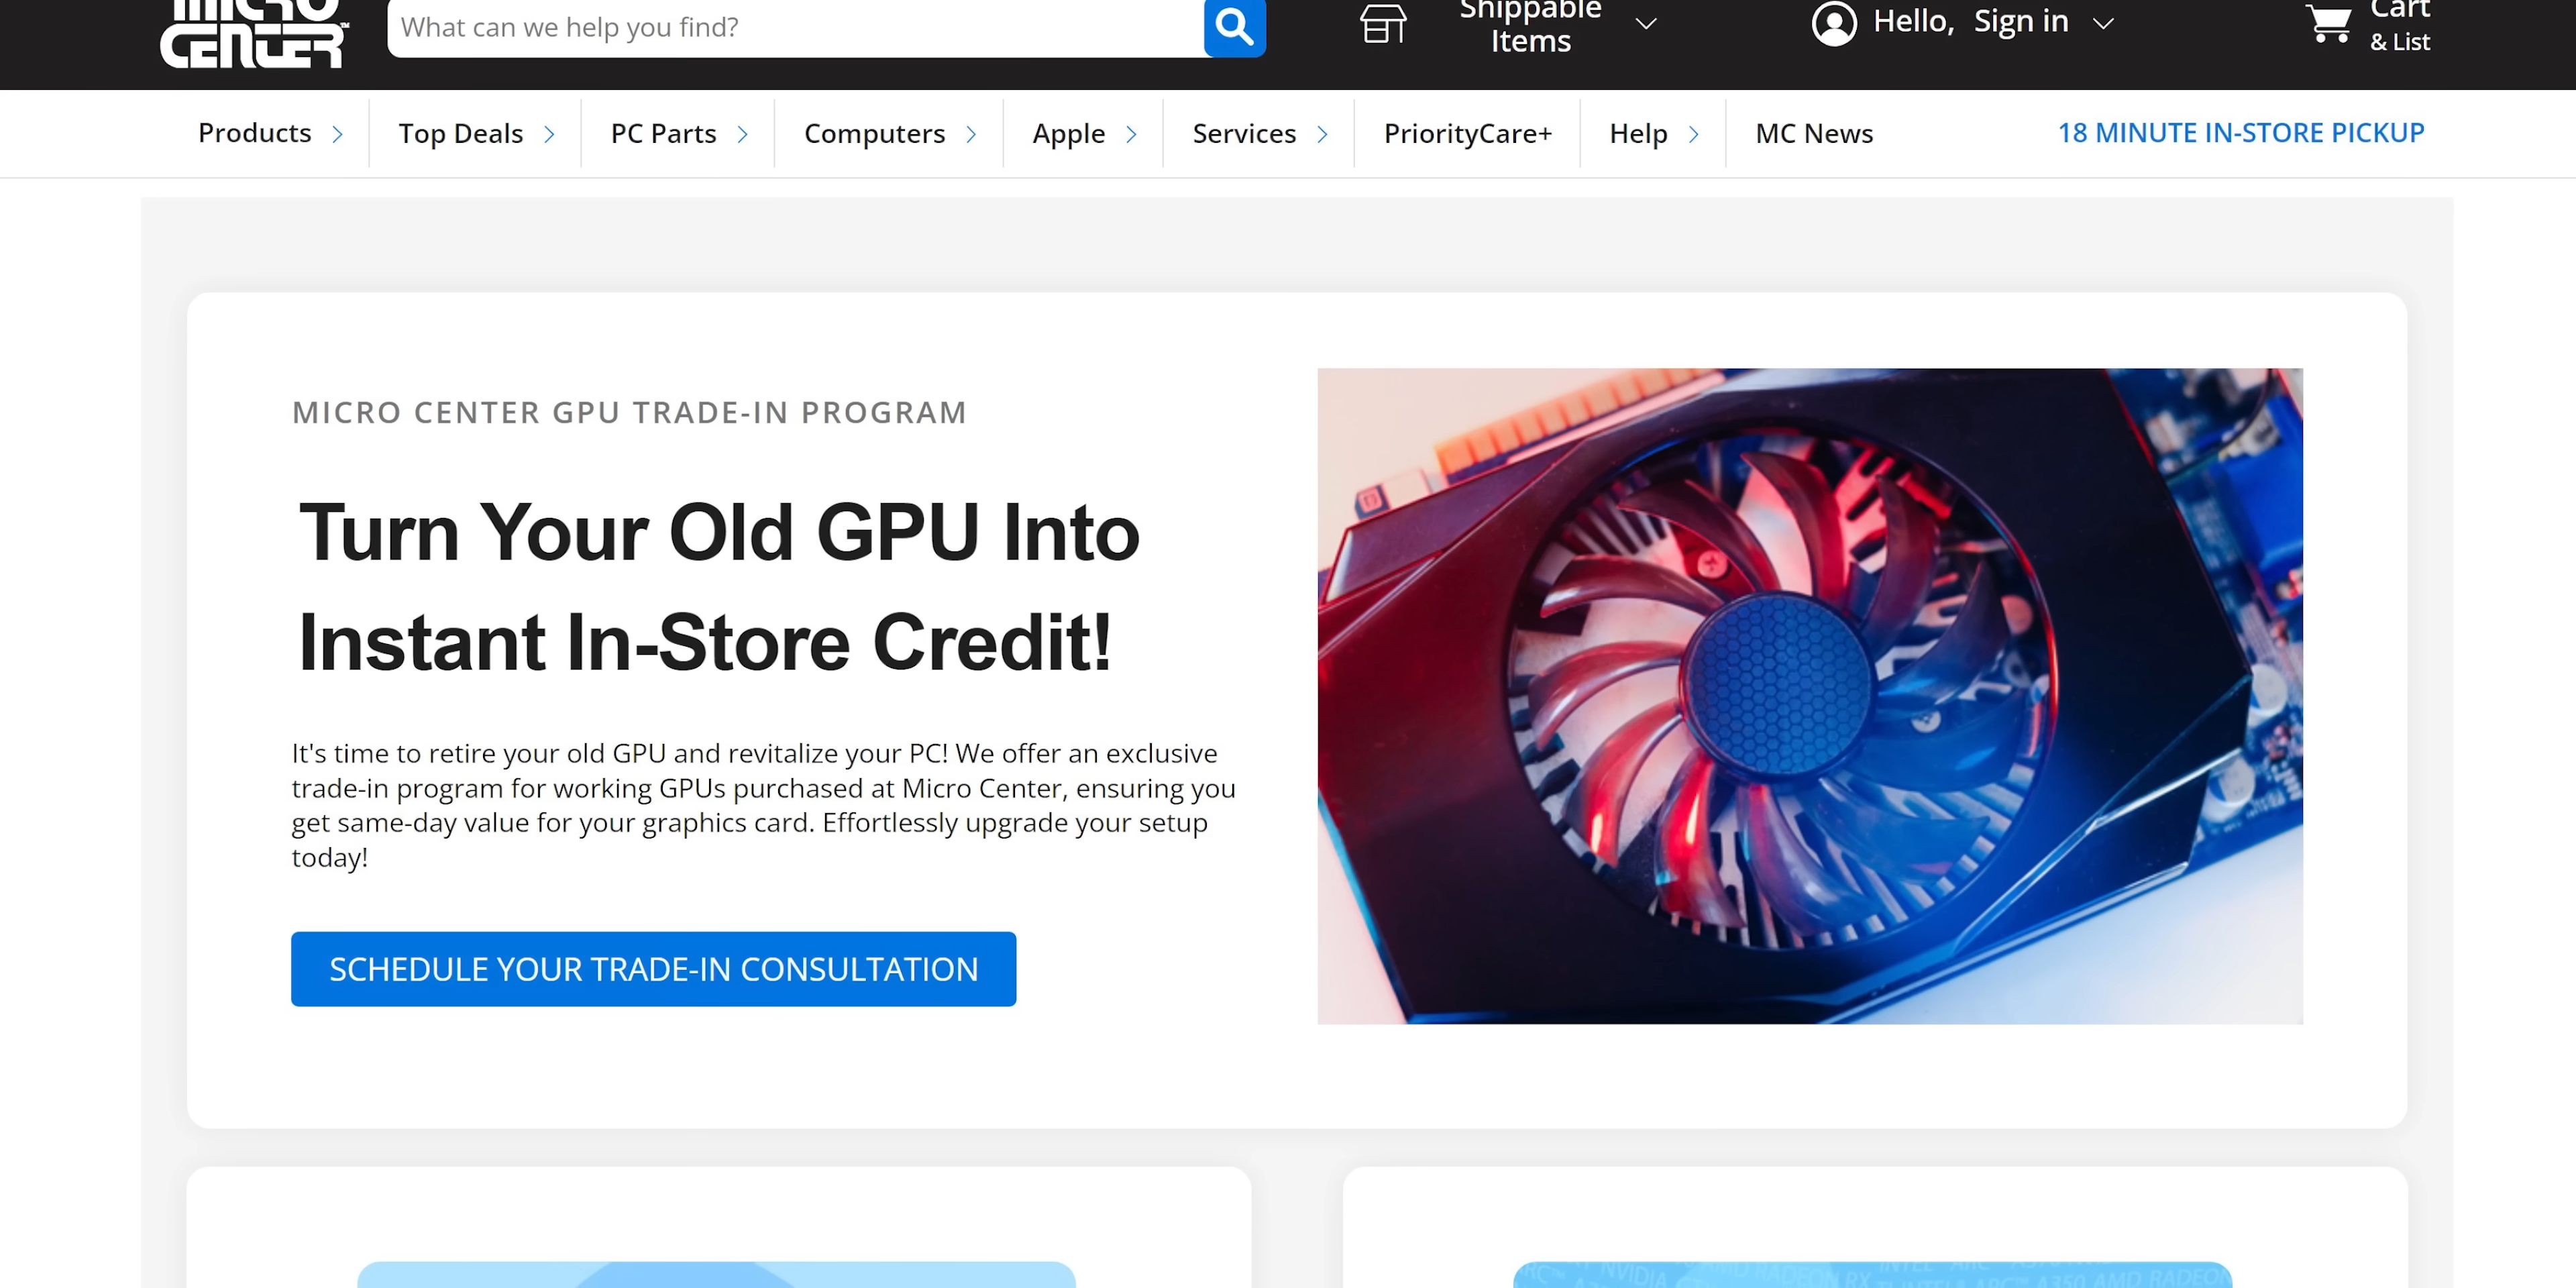 MICRO
CENTER™
What can we help you find?
Shippable
Items
Hello, Sign in
Cart
& List
Products
Top Deals
PC Parts
Computers
Apple
Services
PriorityCare+
Help
MC News
18 MINUTE IN-STORE PICKUP
MICRO CENTER GPU TRADE-IN PROGRAM
Turn Your Old GPU Into
Instant In-Store Credit!
It's time to retire your old GPU and revitalize your PC! We offer an exclusive
trade-in program for working GPUs purchased at Micro Center, ensuring you
get same-day value for your graphics card. Effortlessly upgrade your setup
today!
SCHEDULE YOUR TRADE-IN CONSULTATION